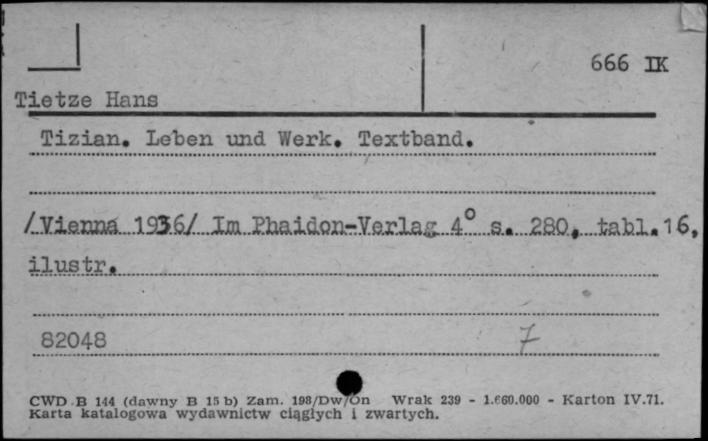 666 IK
Tietze Hans
Tizian. Leben und Werk. Textband.
/Vienna 1936/ Im Phaidon-Verlag 4° s. 280, tabl.16,
ilustr.
82048 7
CWD B 144 (dawny B 15 b) Zam. 198/Dw/On Wrak 239 - 1.660.000 - Karton IV.71.
Karta katalogowa wydawnictw ciągłych i zwartych.